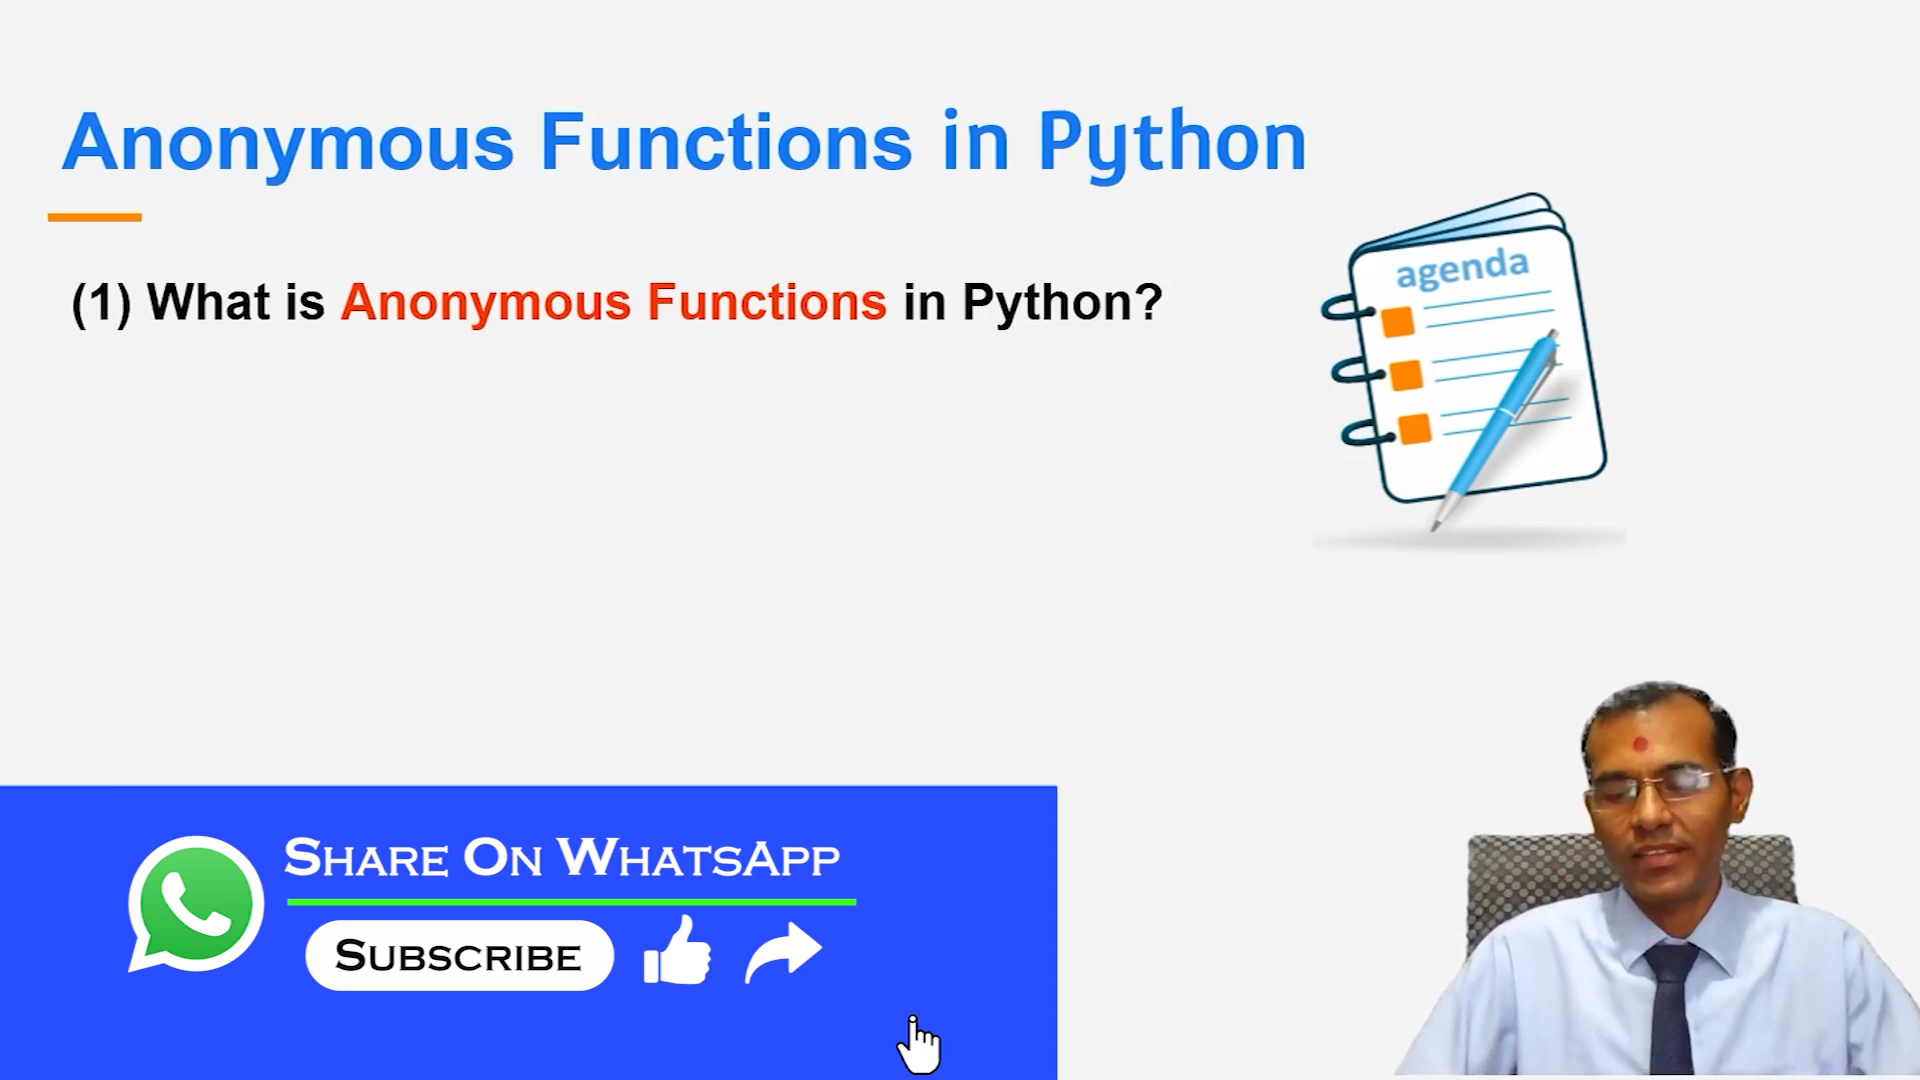 Anonymous Functions in Python
agenda
(1) What is Anonymous Functions in Python?
SHARE ON WHATSAPP
SUBSCRIBE